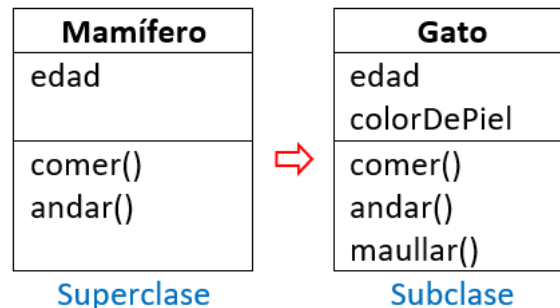 Mamífero
edad
comer()
andar()
Superclase
Gato
edad
colorDePiel
comer()
andar()
maullar()
Subclase